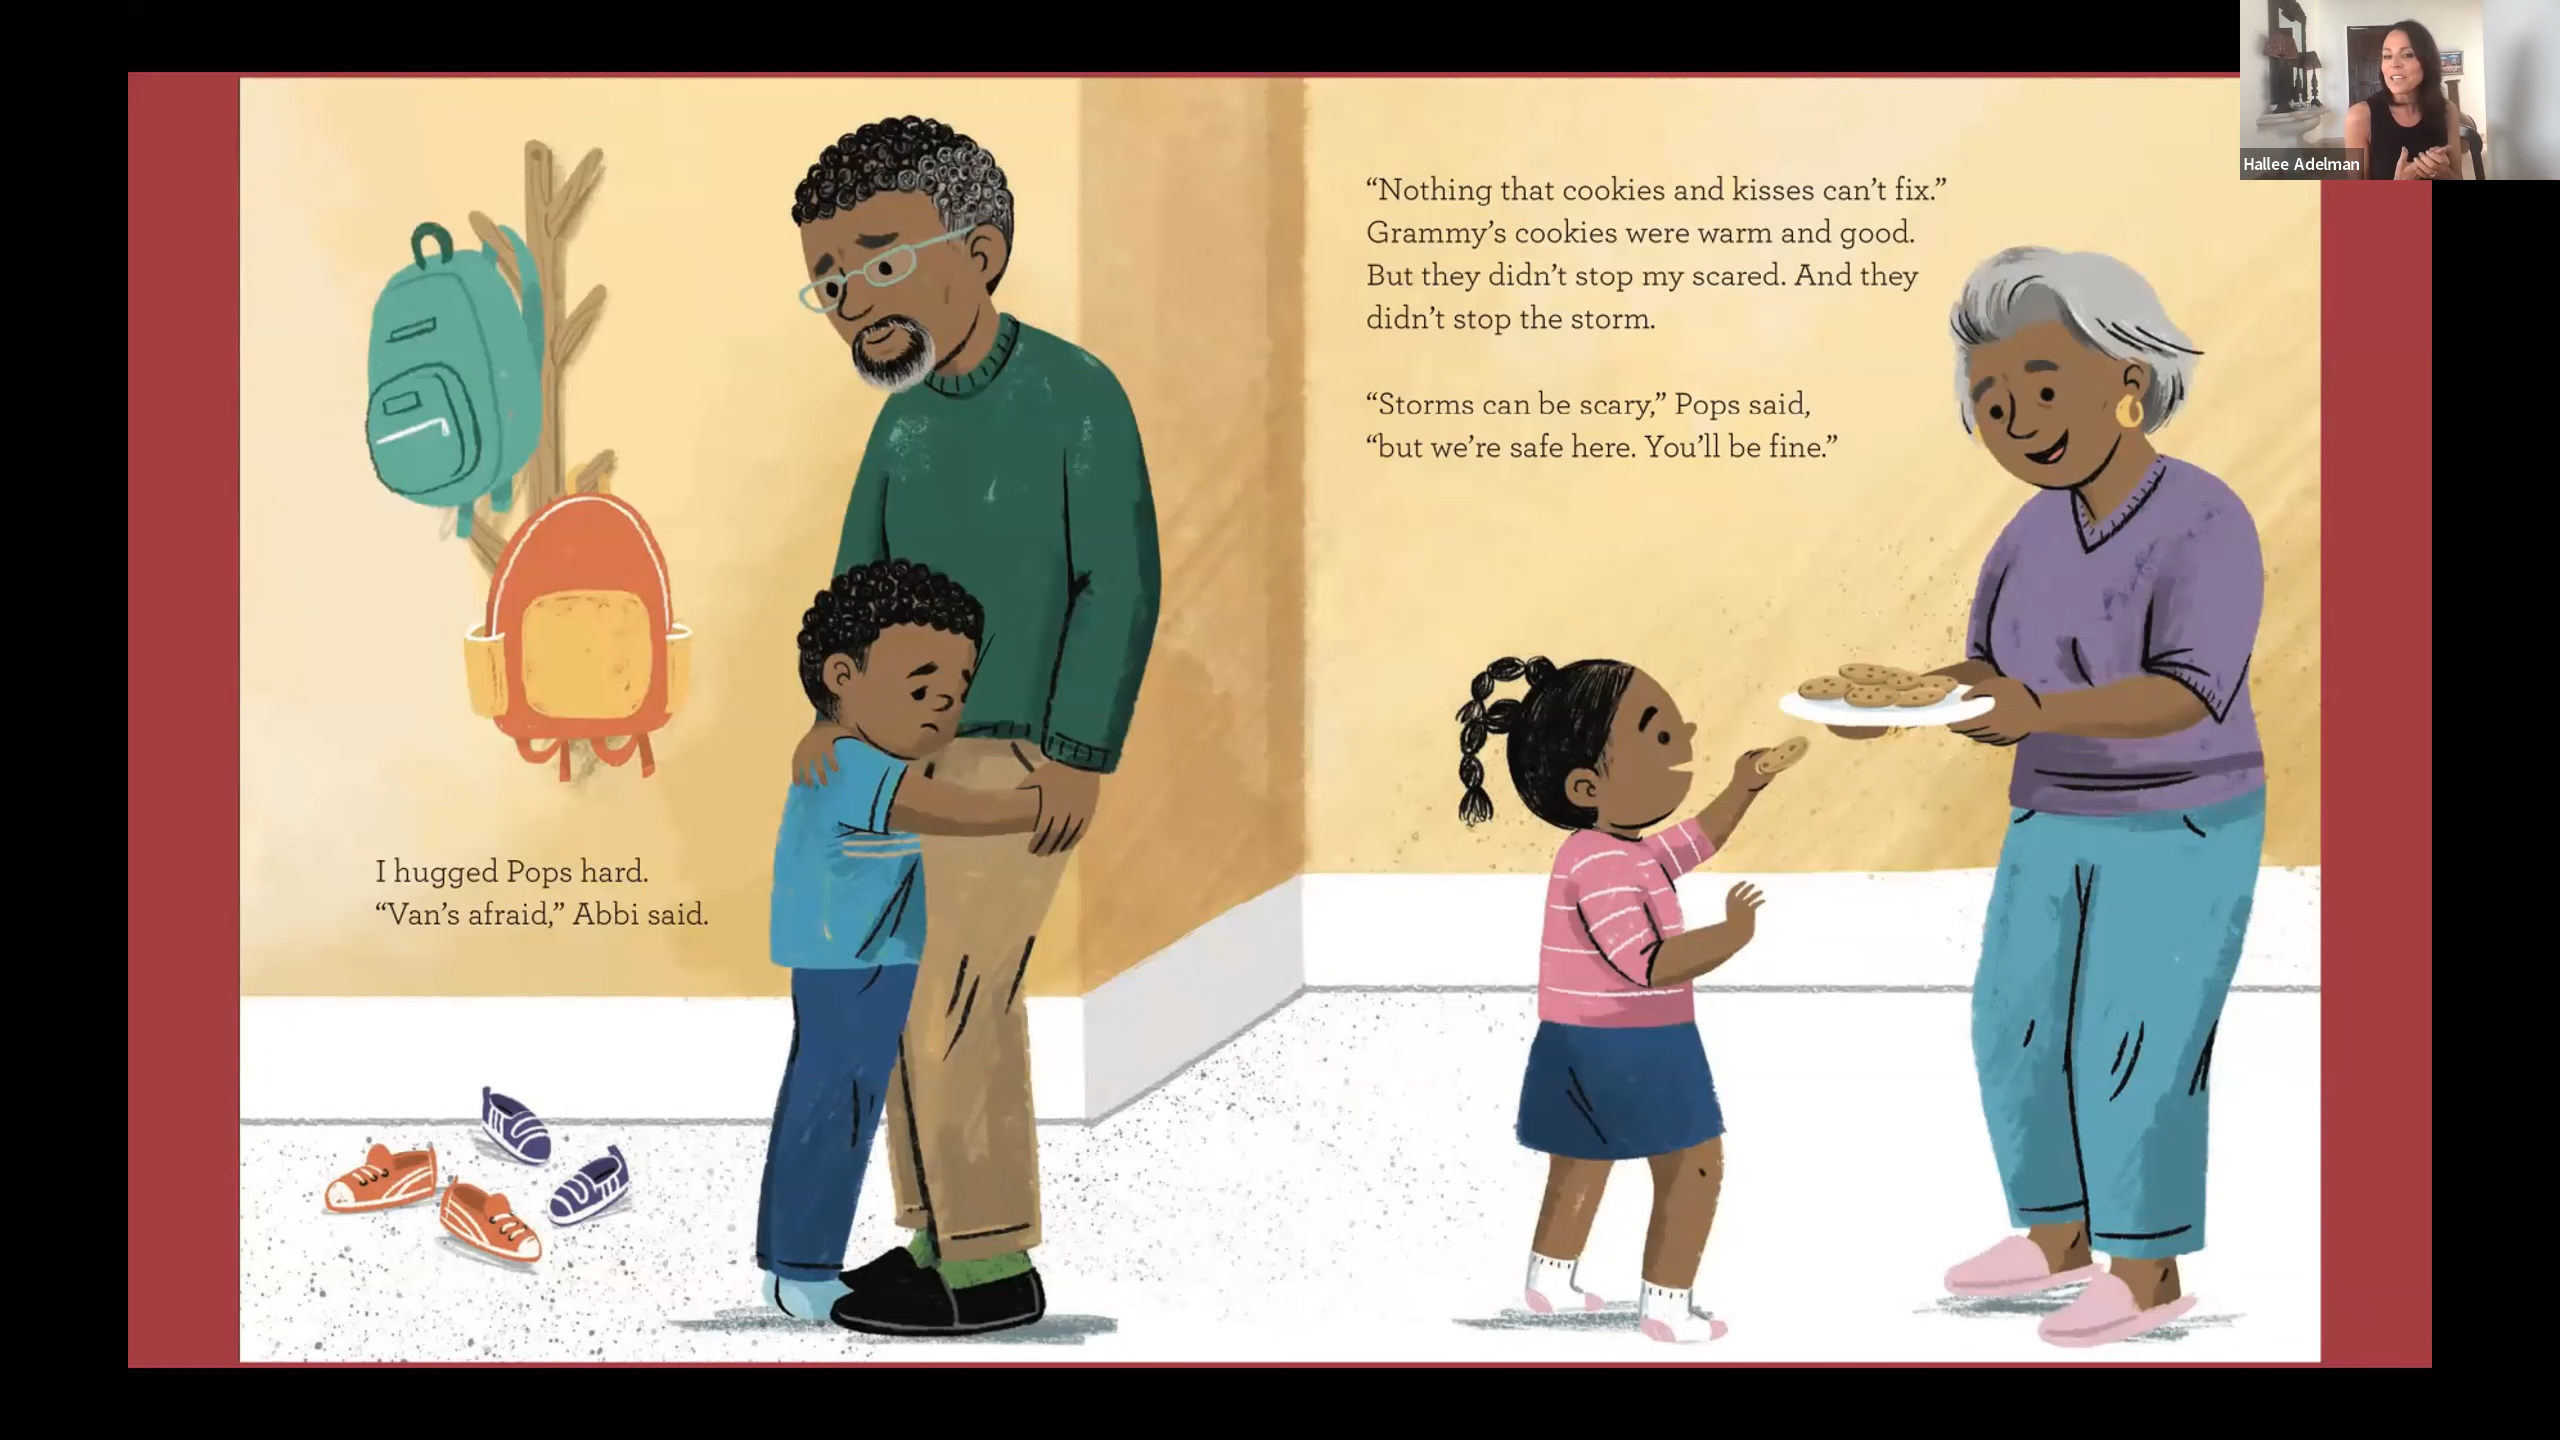 I hugged Pops hard.
“Van’s afraid,” Abbi said.
“Nothing that cookies and kisses can’t fix.”
Grammy’s cookies were warm and good.
But they didn’t stop my scared. And they
didn’t stop the storm.
“Storms can be scary,” Pops said,
“but we’re safe here. You’ll be fine.”
Hallee Adelman